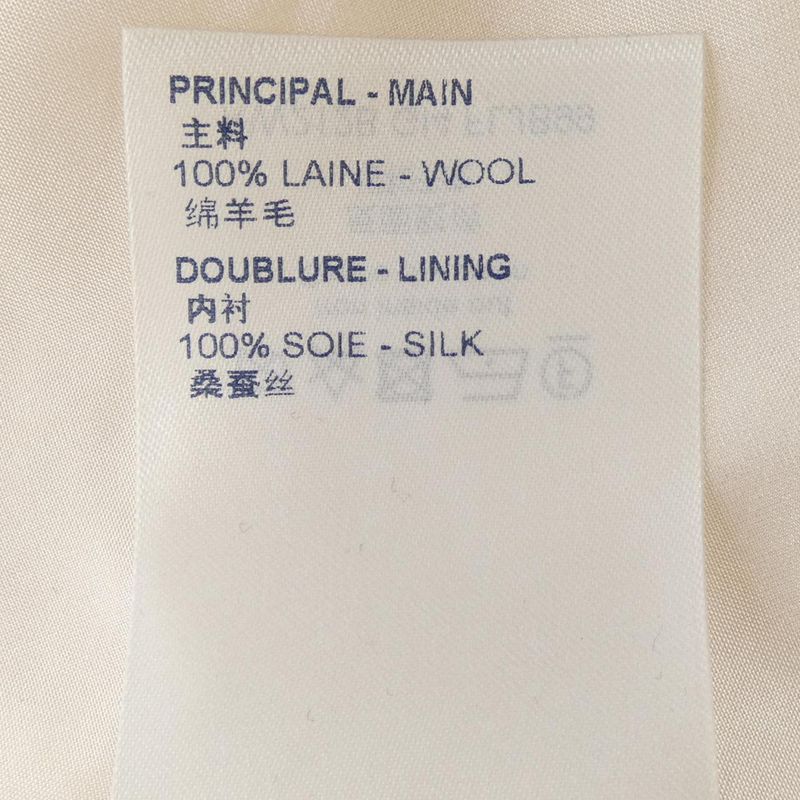 PRINCIPAL - MAIN
主料
100% LAINE - WOOL
绵羊毛
DOUBLURE - LINING
内衬
100% SOIE - SILK
桑蚕丝